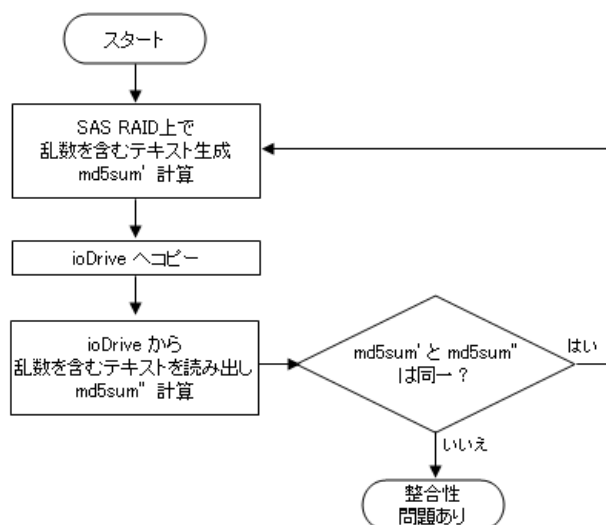 スタート
SAS RAID上で
乱数を含むテキスト生成
md5sum' 計算
ioDrive へコピー
ioDrive から
乱数を含むテキストを読み出し
md5sum" 計算
md5sum' と md5sum"
は同一？
はい
いいえ
整合性
問題あり